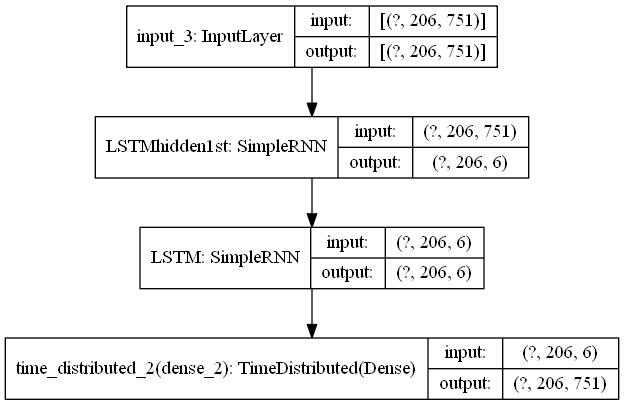 input_3: InputLayer
input: [(?, 206, 751)]
output: [(?, 206, 751)]
LSTMhidden1st: SimpleRNN
input: (?, 206, 751)
output: (?, 206, 6)
LSTM: SimpleRNN
input: (?, 206, 6)
output: (?, 206, 6)
time_distributed_2(dense_2): TimeDistributed(Dense)
input: (?, 206, 6)
output: (?, 206, 751)